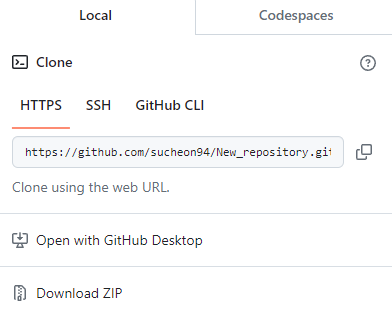 Local Codespaces
Clone
HTTPS SSH GitHub CLI
https://github.com/sucheon94/New_repository.git
Clone using the web URL.
Open with GitHub Desktop
Download ZIP